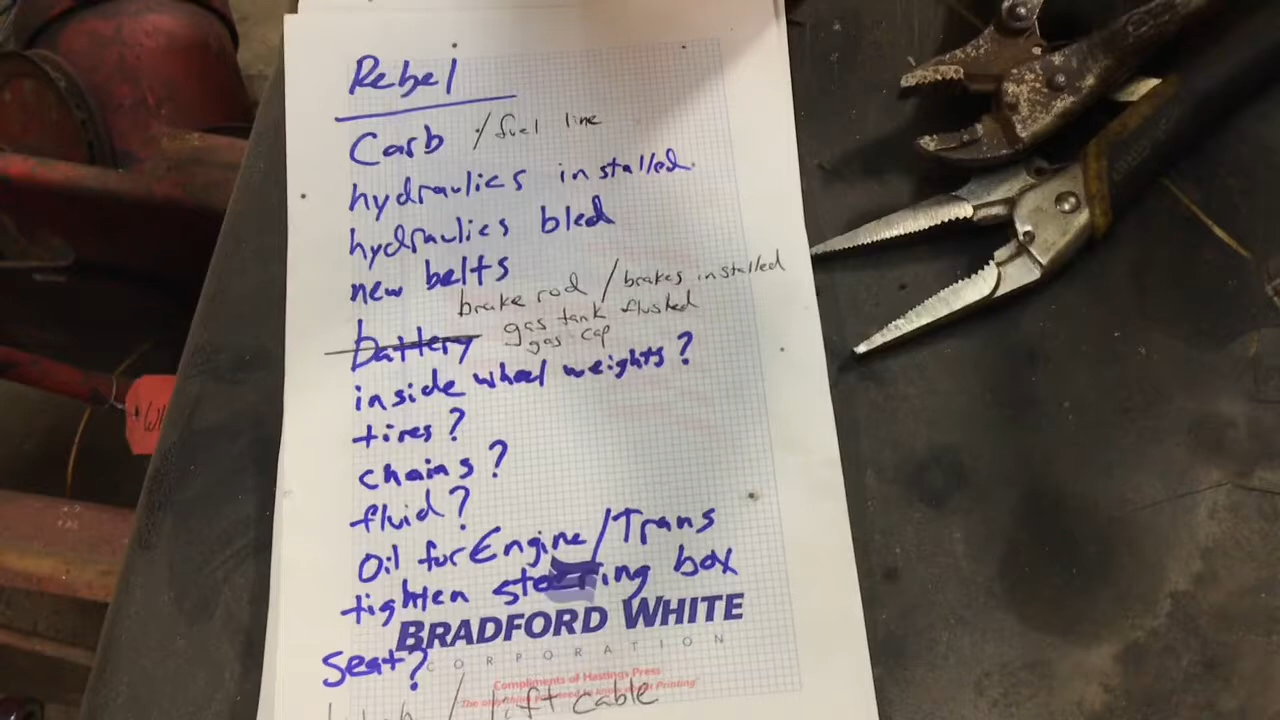 Rebel
Carb / fuel line
hydraulics installed
hydraulics bled
new belts
brake rod / brakes installed
battery gas tank flushed
gas cap
inside wheel weights?
tires?
chains?
fluid?
Oil for Engine/Trans
tighten steering box
BRADFORD WHITE
CORPORATION
Seat?
Compliments of Hastings Press
/ lift cable